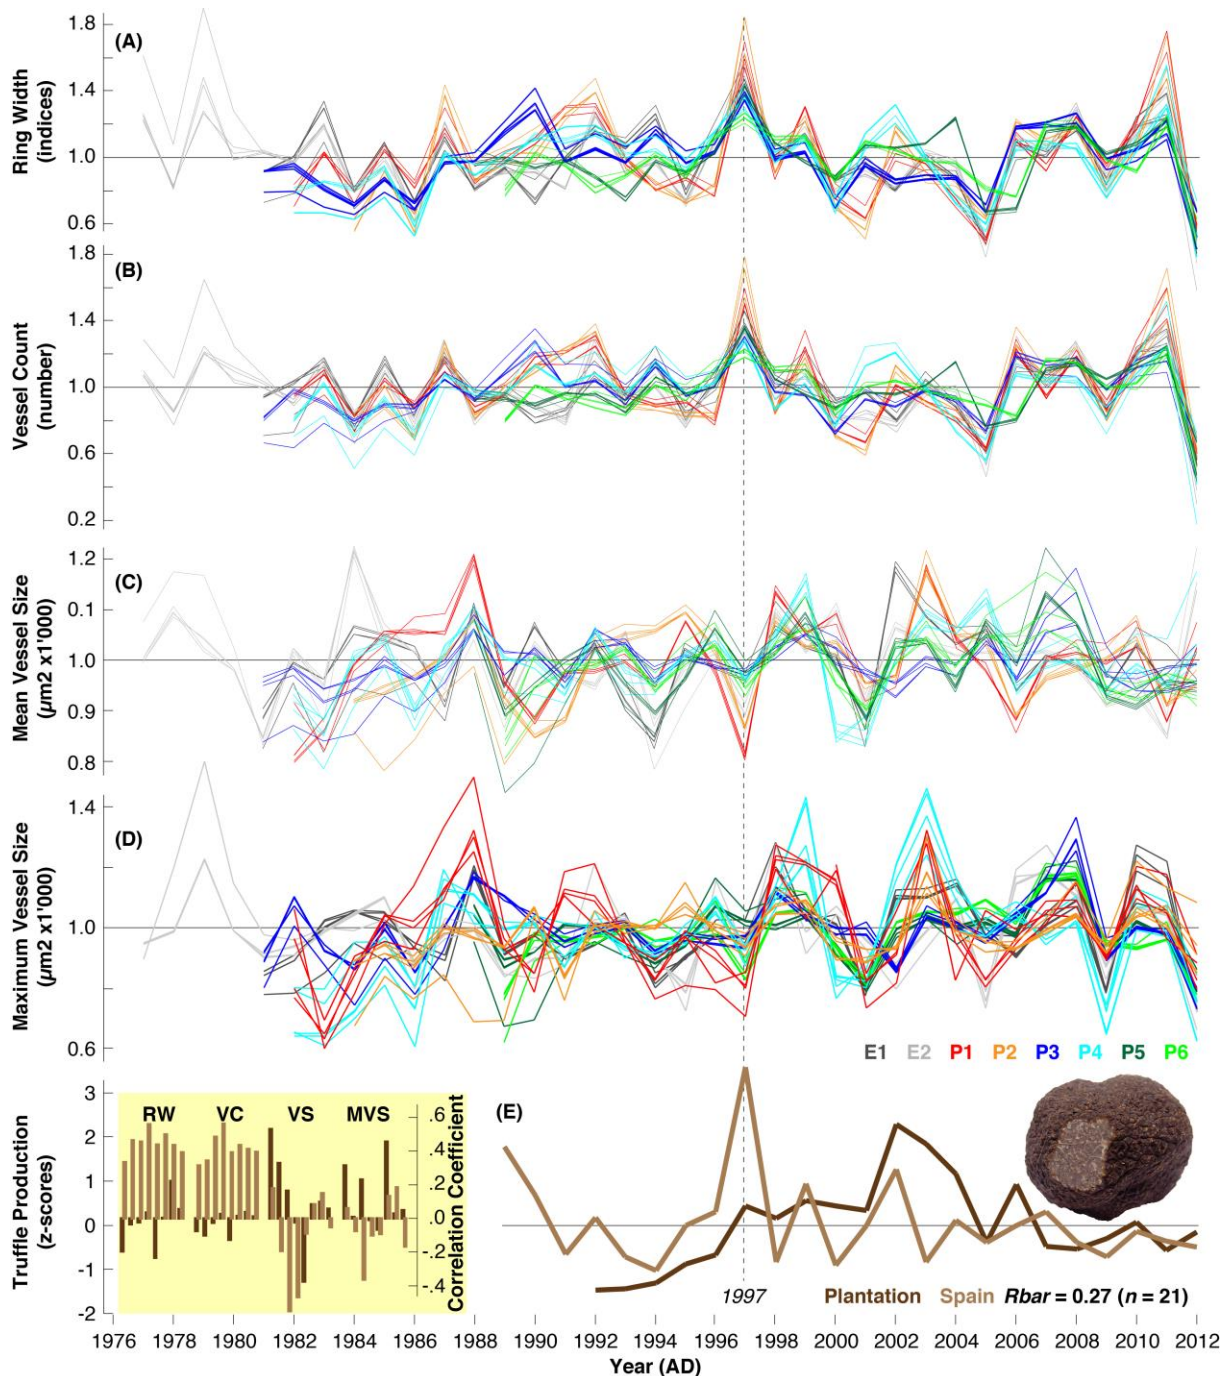 (A)
Ring Width
(indices)
1.8
1.4
1.0
0.6
(B)
Vessel Count
(number)
1.8
1.4
1.0
0.6
0.2
(C)
Mean Vessel Size
(µm2 x1'000)
1.2
0.1
1.0
0.9
0.8
(D)
Maximum Vessel Size
(µm2 x1'000)
1.4
1.0
0.6
E1 E2 P1 P2 P3 P4 P5 P6
(E)
Truffle Production
(z-scores)
3
2
1
0
-1
-2
RW VC VS MVS
.6
.4
.2
.0
-.2
-.4
Correlation Coefficient
1997
Plantation Spain Rbar = 0.27 (n = 21)
1976 1978 1980 1982 1984 1986 1988 1990 1992 1994 1996 1998 2000 2002 2004 2006 2008 2010 2012
Year (AD)